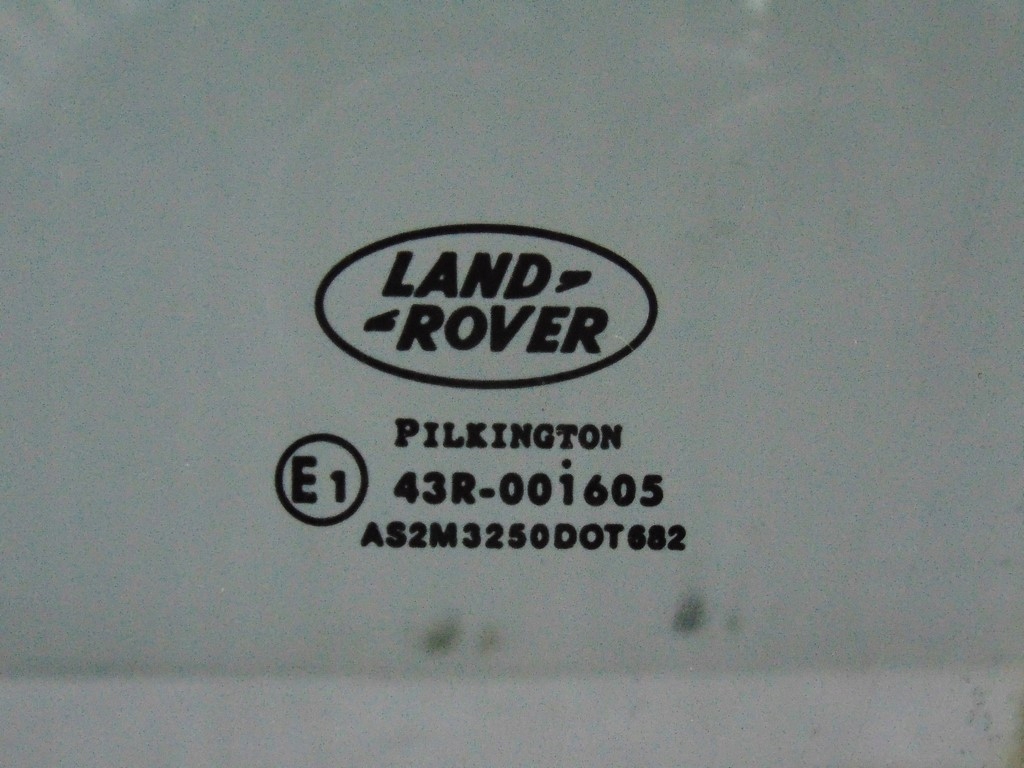 LAND-
-ROVER
PILKINGTON
E1 43R-001605
AS2M3250DOT682